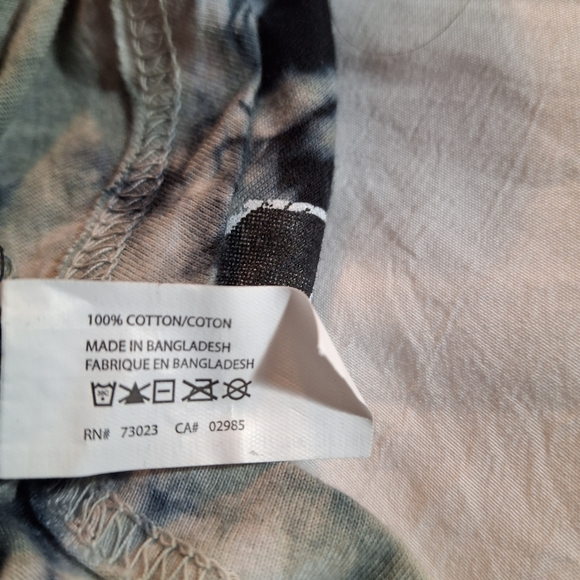 100% COTTON/COTON
MADE IN BANGLADESH
FABRIQUE EN BANGLADESH
RN# 73023 CA# 02985